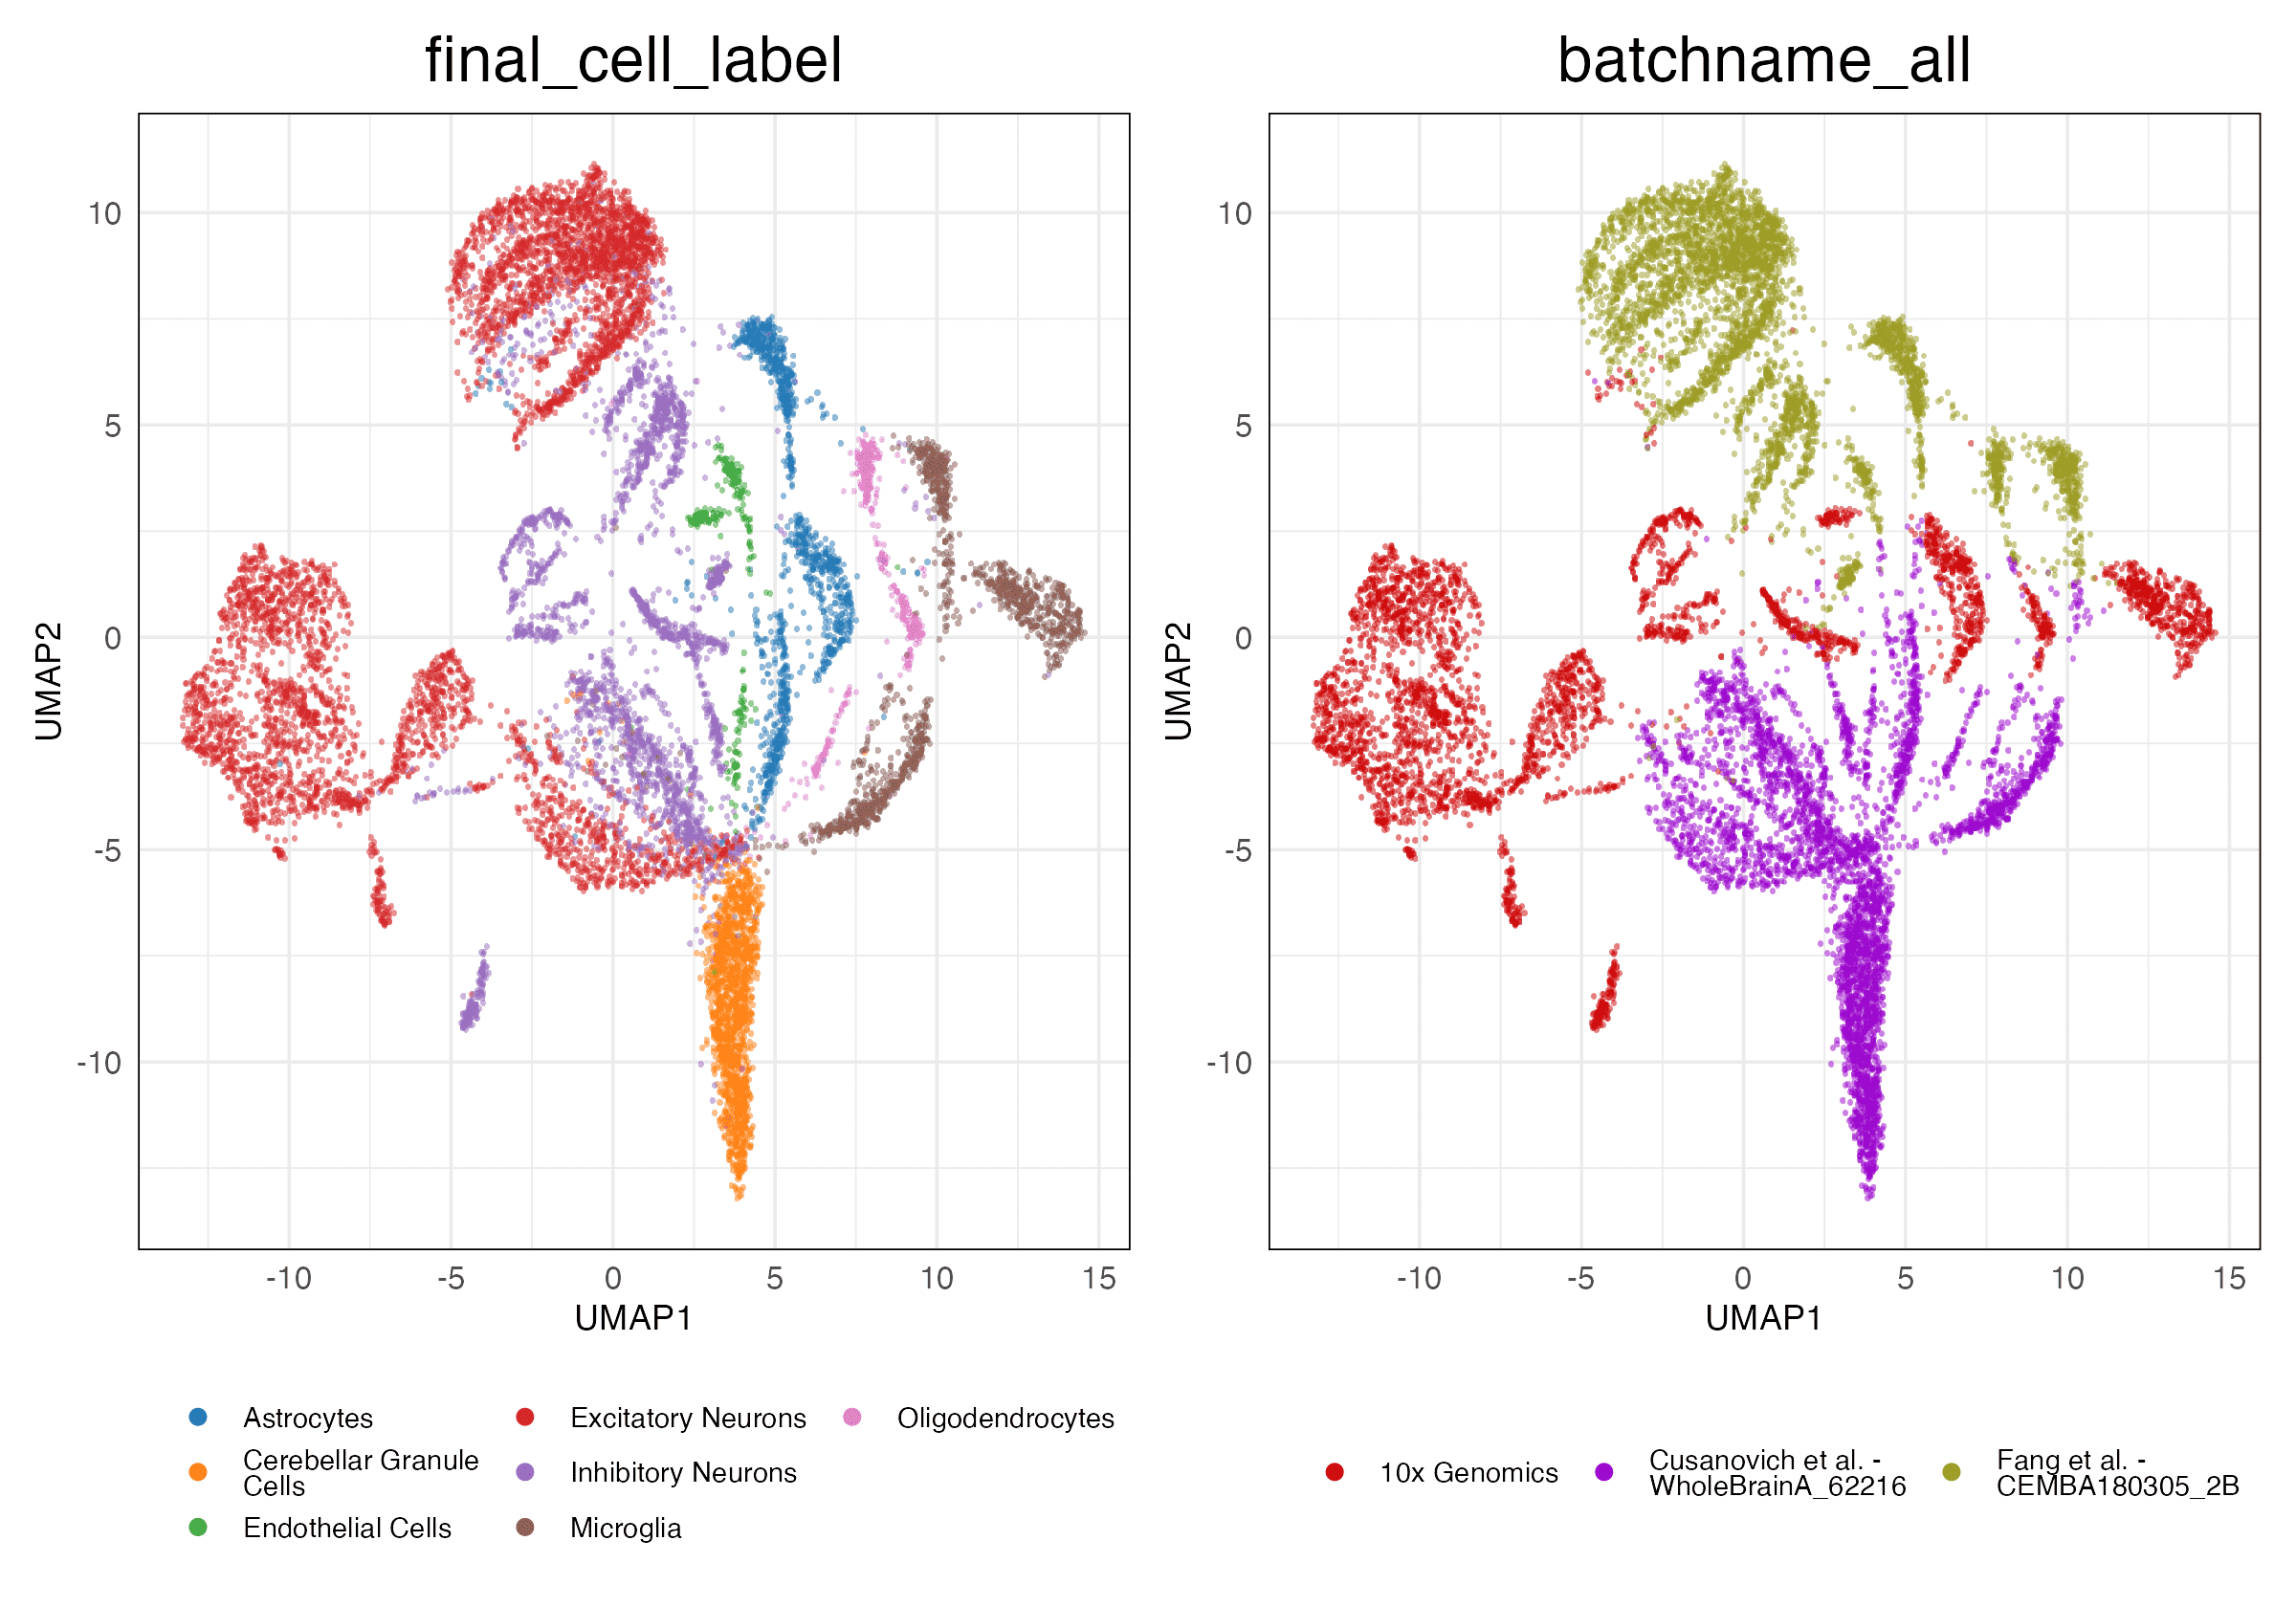 final_cell_label
batchname_all
UMAP2
10
5
0
-5
-10
-10
-5
0
5
10
15
UMAP1
UMAP2
10
5
0
-5
-10
-10
-5
0
5
10
15
UMAP1
Astrocytes
Cerebellar Granule
Cells
Endothelial Cells
Excitatory Neurons
Inhibitory Neurons
Microglia
Oligodendrocytes
10x Genomics
Cusanovich et al. -
WholeBrainA_62216
Fang et al. -
CEMBA180305_2B